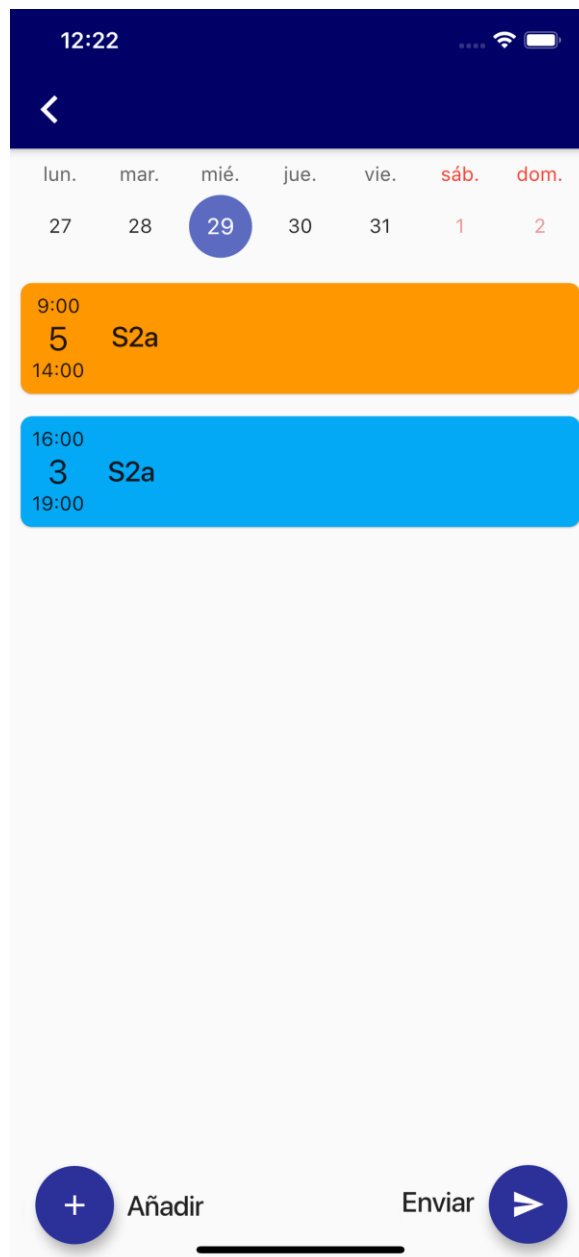 12:22
lun. mar. mié. jue. vie. sáb. dom.
27 28 29 30 31 1 2
9:00
5 S2a
14:00
16:00
3 S2a
19:00
+ Añadir Enviar